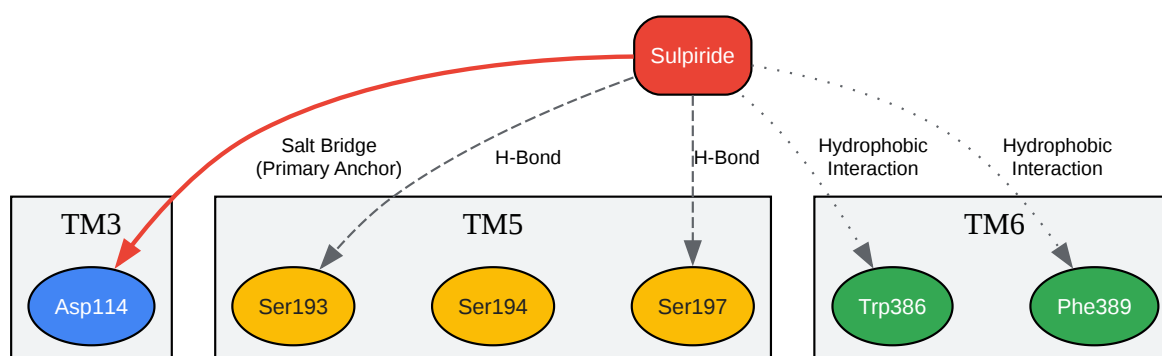 Sulpiride
Salt Bridge
(Primary Anchor)
H-Bond
H-Bond
Hydrophobic
Interaction
Hydrophobic
Interaction
TM3
TM5
TM6
Asp114
Ser193
Ser194
Ser197
Trp386
Phe389